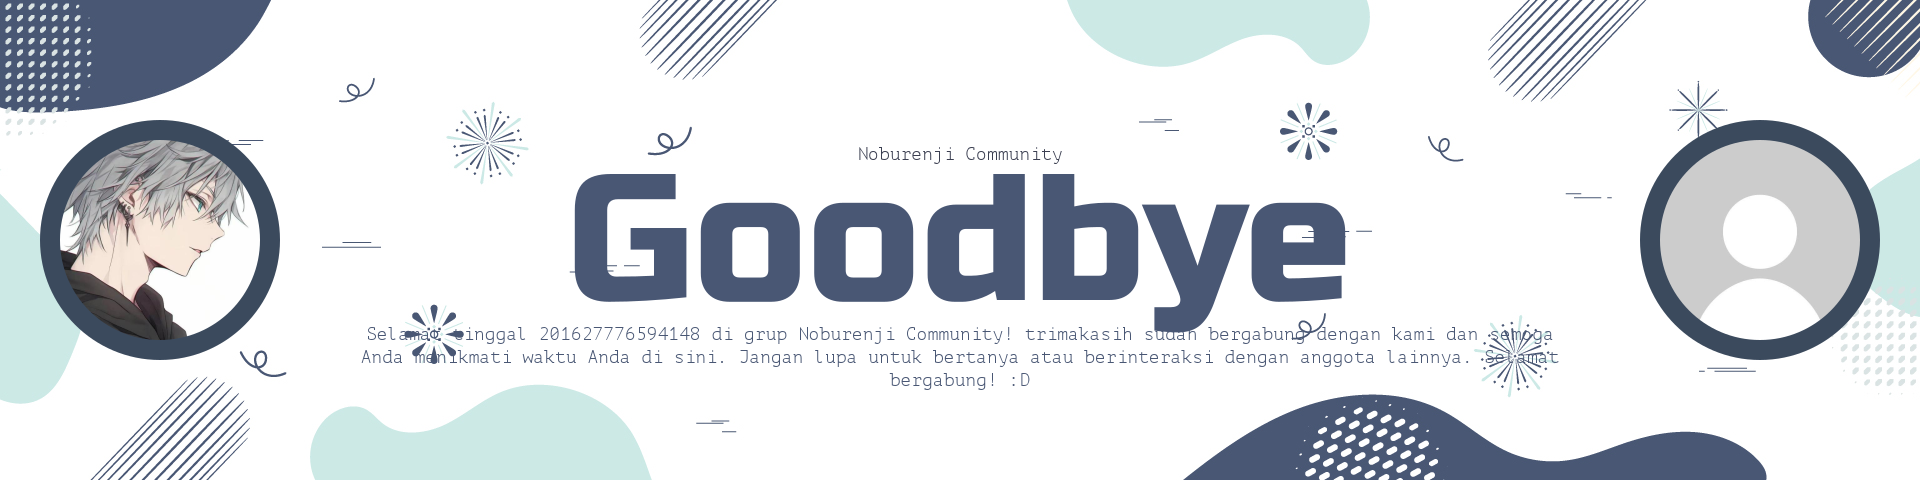 Noburenji Community
Goodbye
Selamat tinggal 201627776594148 di grup Noburenji Community! trimakasih sudah bergabung dengan kami dan semoga
Anda menikmati waktu Anda di sini. Jangan lupa untuk bertanya atau berinteraksi dengan anggota lainnya. Selamat
bergabung! :D